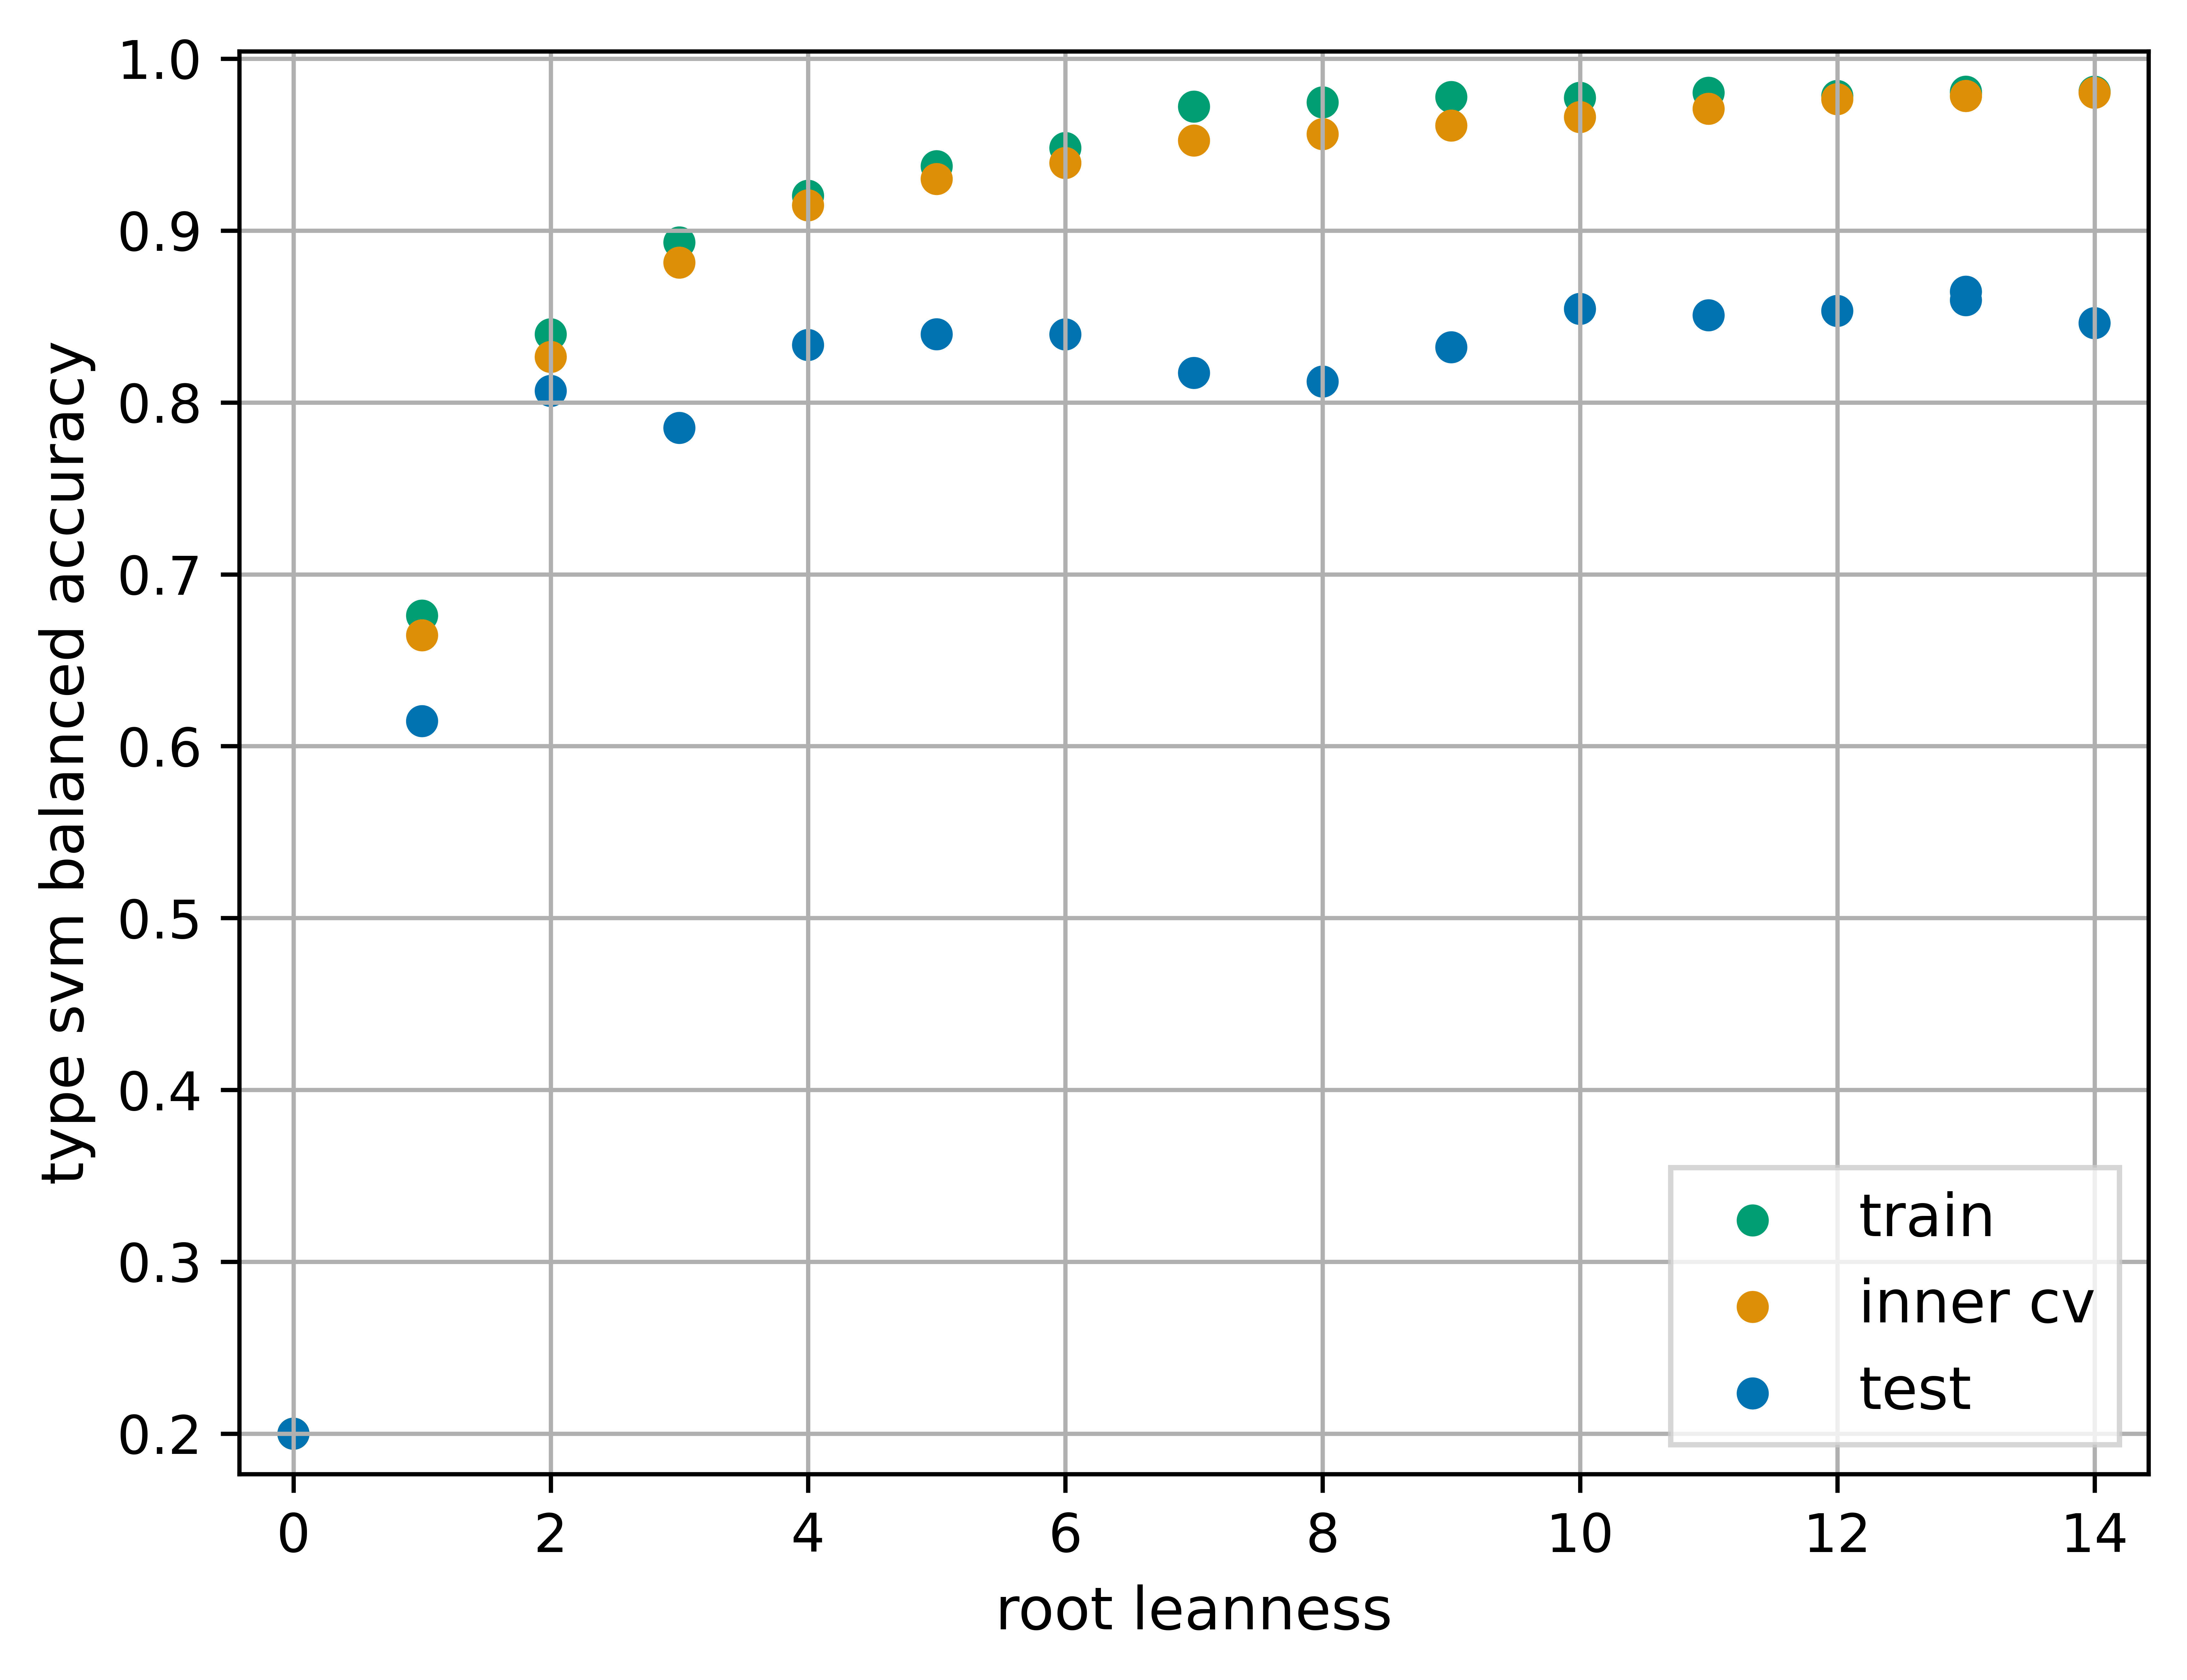 1.0
0.9
0.8
0.7
0.6
0.5
0.4
0.3
0.2
type svm balanced accuracy
train
inner cv
test
0 2 4 6 8 10 12 14
root leanness